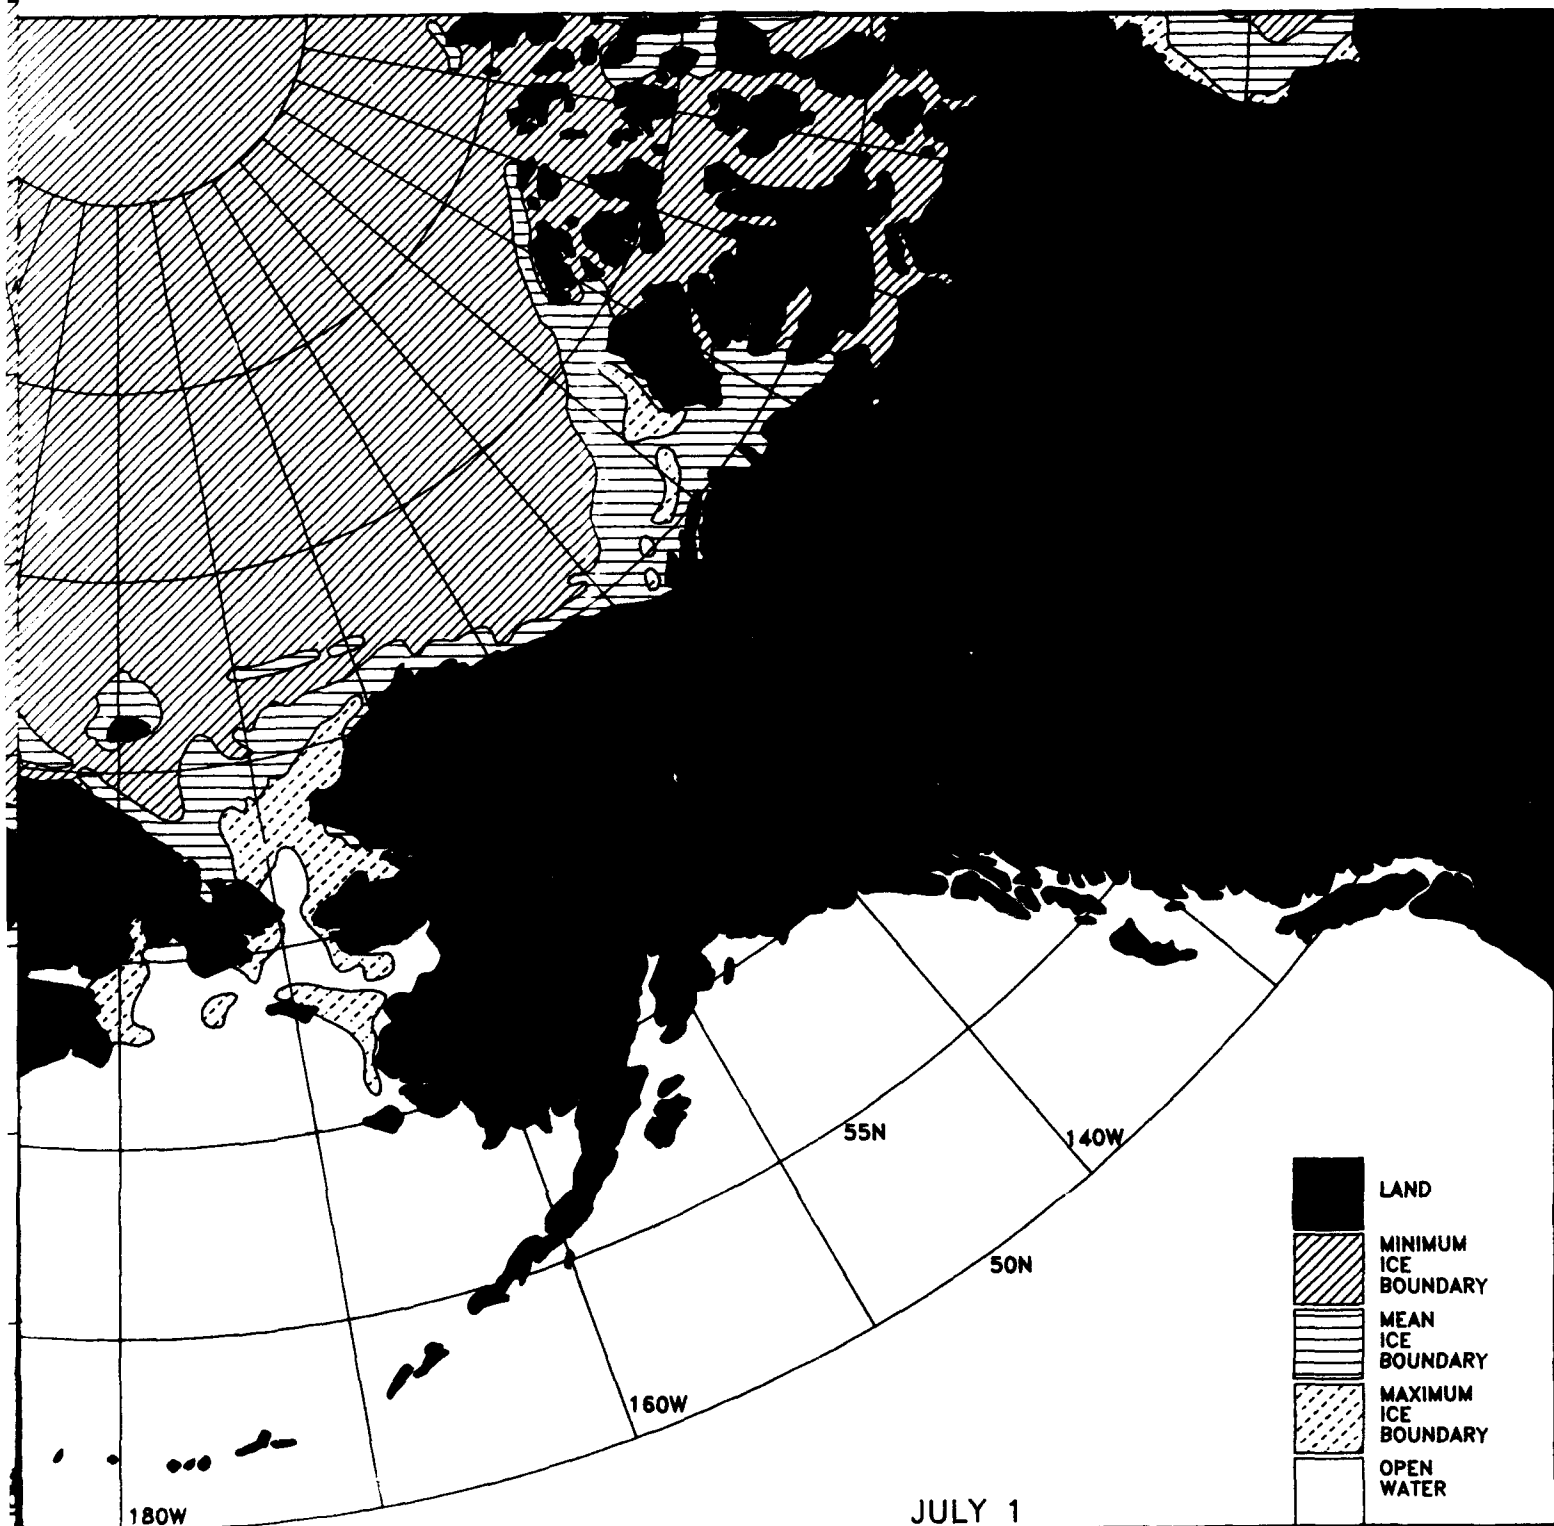 55N
140W
50N
160W
180W
JULY 1
LAND
MINIMUM
ICE
BOUNDARY
MEAN
ICE
BOUNDARY
MAXIMUM
ICE
BOUNDARY
OPEN
WATER